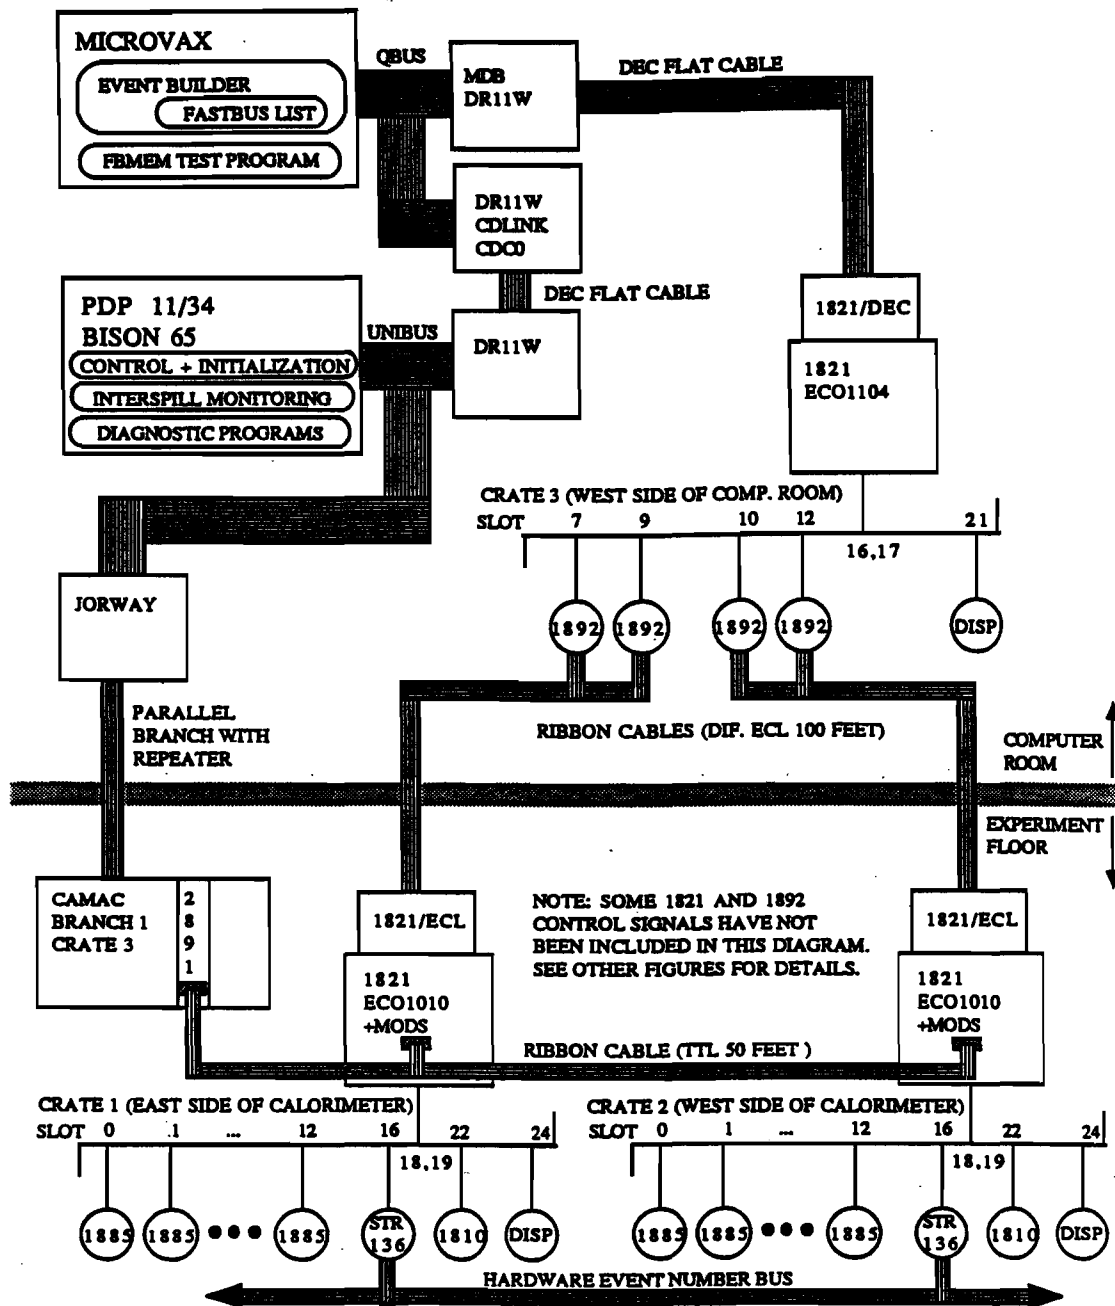 MICROVAX
EVENT BUILDER
FASTBUS LIST
FBMEM TEST PROGRAM
QBUS
MDB
DR11W
DEC FLAT CABLE
DR11W
CDLINK
CDC0
DEC FLAT CABLE
PDP 11/34
BISON 65
CONTROL + INITIALIZATION
INTERSPILL MONITORING
DIAGNOSTIC PROGRAMS
UNIBUS
DR11W
1821/DEC
1821
ECO1104
CRATE 3 (WEST SIDE OF COMP. ROOM)
SLOT 7 9 10 12 21
16,17
JORWAY
1892 1892 1892 1892 DISP
PARALLEL
BRANCH WITH
REPEATER
RIBBON CABLES (DIF. ECL 100 FEET)
COMPUTER
ROOM
EXPERIMENT
FLOOR
CAMAC
BRANCH 1
CRATE 3
2
8
9
1
1821/ECL
1821
ECO1010
+MODS
NOTE: SOME 1821 AND 1892
CONTROL SIGNALS HAVE NOT
BEEN INCLUDED IN THIS DIAGRAM.
SEE OTHER FIGURES FOR DETAILS.
1821/ECL
1821
ECO1010
+MODS
RIBBON CABLE (TTL 50 FEET )
CRATE 1 (EAST SIDE OF CALORIMETER)
SLOT 0 1 ... 12 16 22 24
18,19
1885 1885 1885 STR 136 1810 DISP
CRATE 2 (WEST SIDE OF CALORIMETER)
SLOT 0 1 ... 12 16 22 24
18,19
1885 1885 1885 STR 136 1810 DISP
HARDWARE EVENT NUMBER BUS